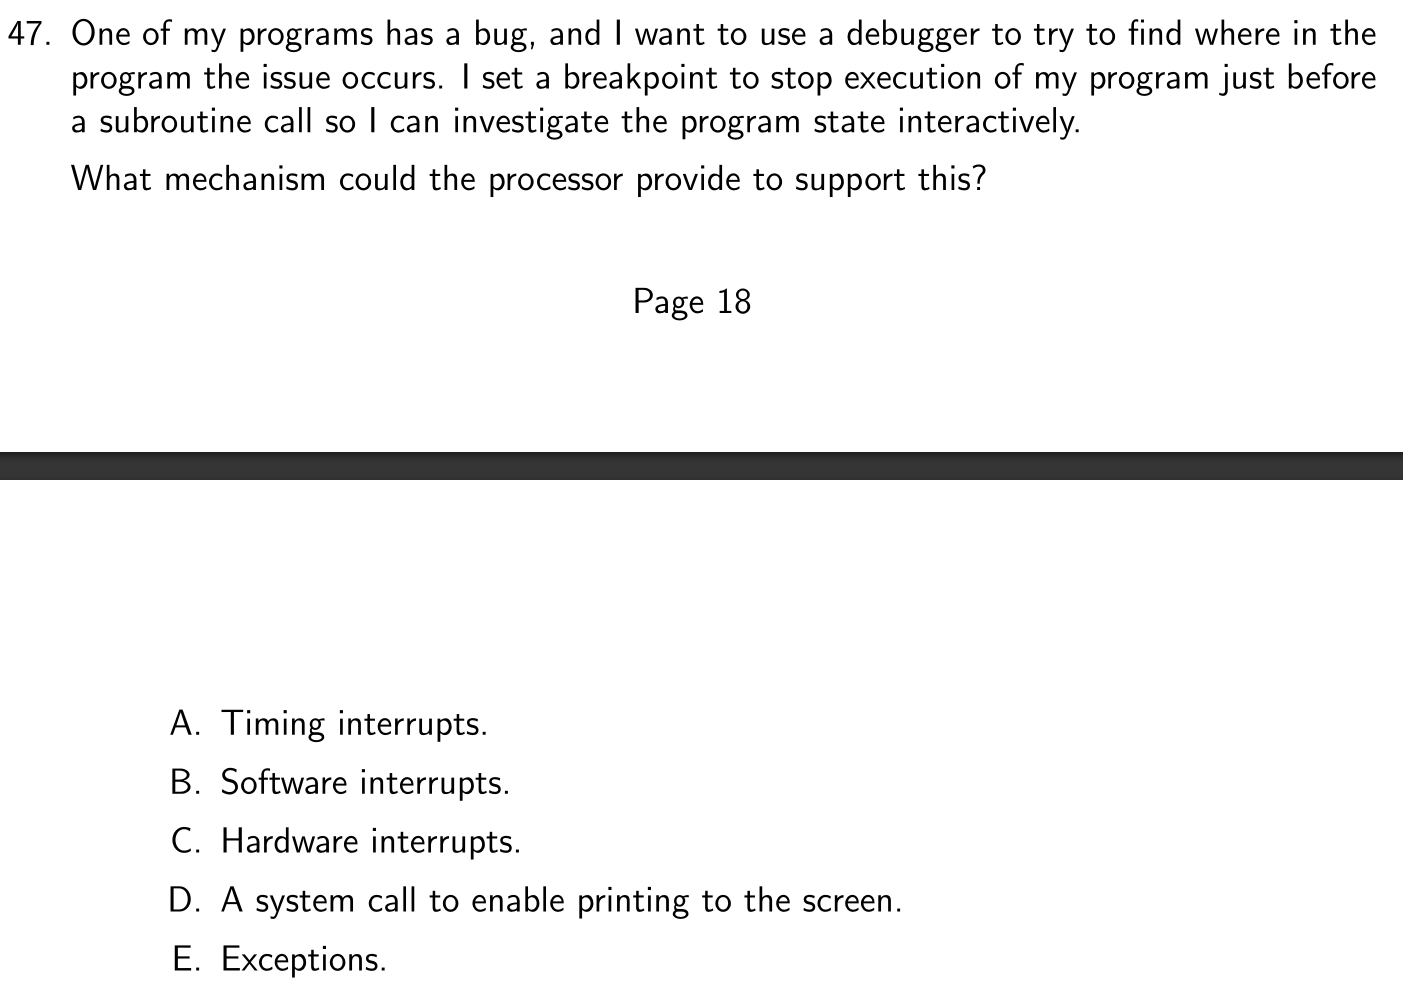 47. One of my programs has a bug, and I want to use a debugger to try to find where in the
program the issue occurs. I set a breakpoint to stop execution of my program just before
a subroutine call so I can investigate the program state interactively.
What mechanism could the processor provide to support this?
Page 18
A. Timing interrupts.
B. Software interrupts.
C. Hardware interrupts.
D. A system call to enable printing to the screen.
E. Exceptions.